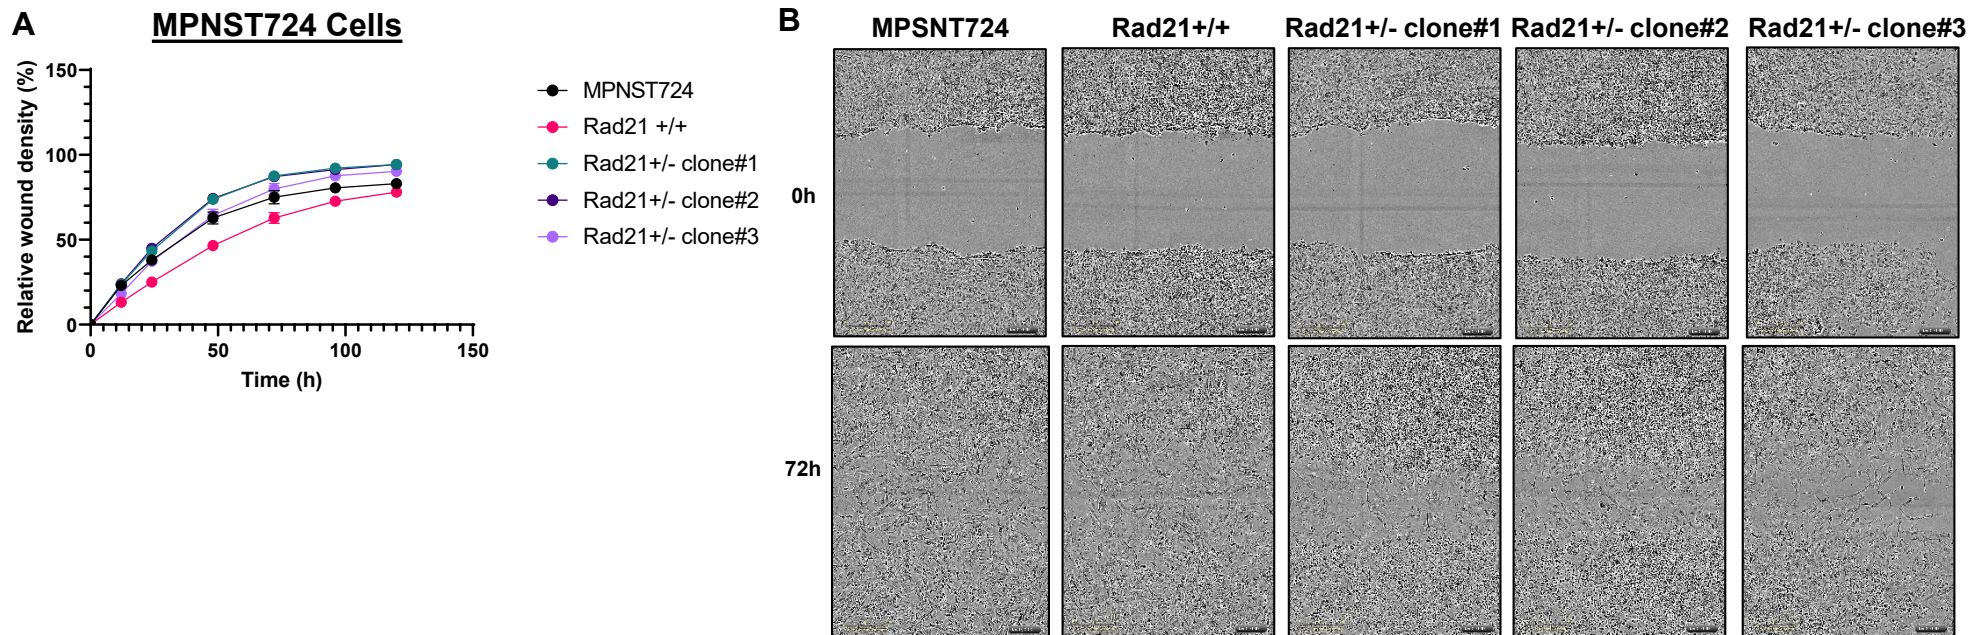 A
MPNST724 Cells
Relative wound density (%)
150
100
50
0
0
50
100
150
Time (h)
MPNST724
Rad21 +/+
Rad21+/- clone#1
Rad21+/- clone#2
Rad21+/- clone#3
B
MPSNT724
Rad21+/+
Rad21+/- clone#1
Rad21+/- clone#2
Rad21+/- clone#3
0h
72h